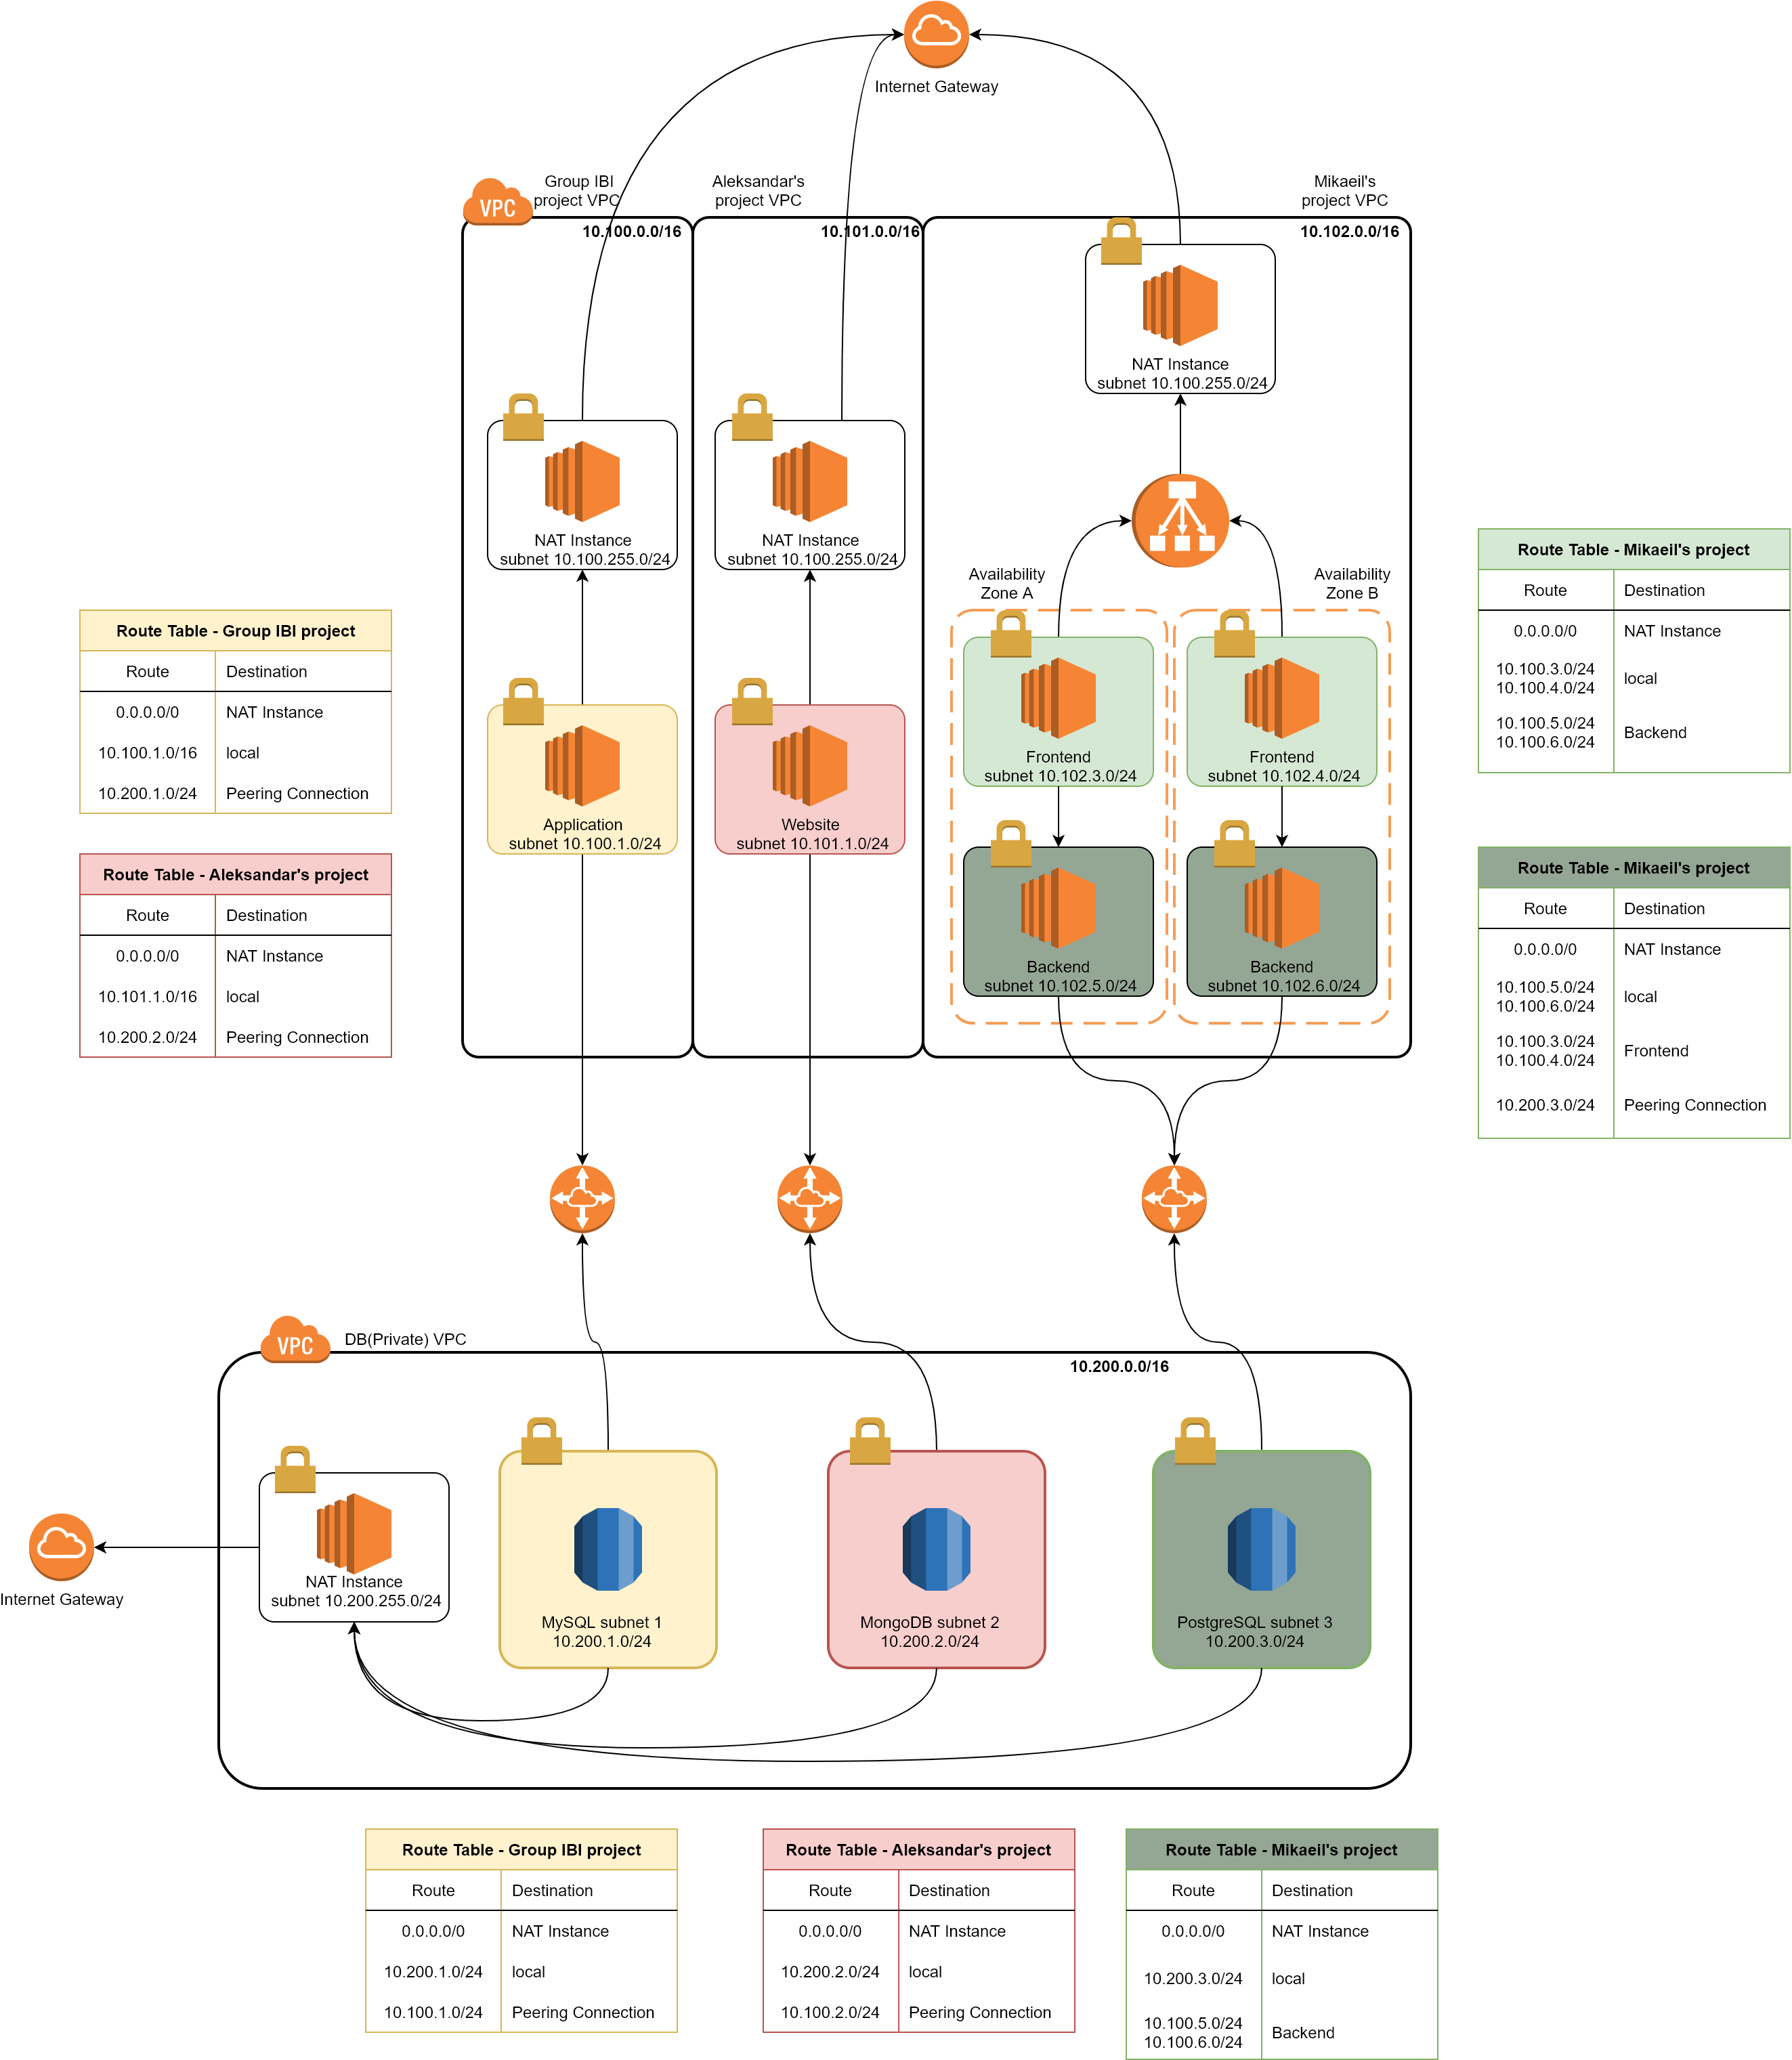 Internet Gateway
Group IBI
project VPC
Aleksandar's
project VPC
Mikaeil's
project VPC
VPC
10.100.0.0/16
10.101.0.0/16
10.102.0.0/16
NAT Instance
subnet 10.100.255.0/24
NAT Instance
subnet 10.100.255.0/24
NAT Instance
subnet 10.100.255.0/24
Availability
Zone A
Availability
Zone B
Application
subnet 10.100.1.0/24
Website
subnet 10.101.1.0/24
Frontend
subnet 10.102.3.0/24
Frontend
subnet 10.102.4.0/24
Backend
subnet 10.102.5.0/24
Backend
subnet 10.102.6.0/24
Route Table - Group IBI project
Route Destination
0.0.0.0/0 NAT Instance
10.100.1.0/16 local
10.200.1.0/24 Peering Connection
Route Table - Aleksandar's project
Route Destination
0.0.0.0/0 NAT Instance
10.101.1.0/16 local
10.200.2.0/24 Peering Connection
Route Table - Mikaeil's project
Route Destination
0.0.0.0/0 NAT Instance
10.100.3.0/24
10.100.4.0/24
local
10.100.5.0/24
10.100.6.0/24
Backend
Route Table - Mikaeil's project
Route Destination
0.0.0.0/0 NAT Instance
10.100.5.0/24
10.100.6.0/24
local
10.100.3.0/24
10.100.4.0/24
Frontend
10.200.3.0/24 Peering Connection
VPC
DB(Private) VPC
10.200.0.0/16
Internet Gateway
NAT Instance
subnet 10.200.255.0/24
MySQL subnet 1
10.200.1.0/24
MongoDB subnet 2
10.200.2.0/24
PostgreSQL subnet 3
10.200.3.0/24
Route Table - Group IBI project
Route Destination
0.0.0.0/0 NAT Instance
10.200.1.0/24 local
10.100.1.0/24 Peering Connection
Route Table - Aleksandar's project
Route Destination
0.0.0.0/0 NAT Instance
10.200.2.0/24 local
10.100.2.0/24 Peering Connection
Route Table - Mikaeil's project
Route Destination
0.0.0.0/0 NAT Instance
10.200.3.0/24 local
10.100.5.0/24
10.100.6.0/24
Backend